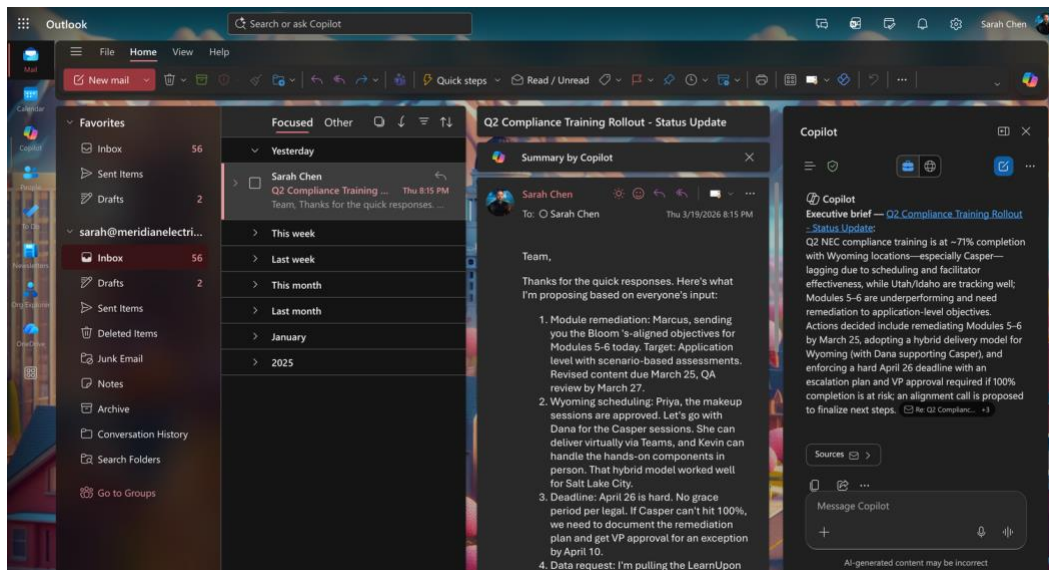 Outlook
Search or ask Copilot
Sarah Chen
File Home View Help
New mail
Quick steps
Read / Unread
Mail
Calendar
Copilot
People
To Do
Newsletters
Org Explorer
OneDrive
Favorites
Inbox 56
Sent Items
Drafts 2
sarah@meridianelectri...
Inbox 56
Drafts 2
Sent Items
Deleted Items
Junk Email
Notes
Archive
Conversation History
Search Folders
Go to Groups
Focused Other
Yesterday
Sarah Chen
Q2 Compliance Training ... Thu 8:15 PM
Team, Thanks for the quick responses. ...
This week
Last week
This month
Last month
January
2025
Q2 Compliance Training Rollout - Status Update
Summary by Copilot
Sarah Chen
To: Sarah Chen
Thu 3/19/2026 8:15 PM
Team,
Thanks for the quick responses. Here's what
I'm proposing based on everyone's input:
1. Module remediation: Marcus, sending
you the Bloom 's-aligned objectives for
Modules 5-6 today. Target: Application
level with scenario-based assessments.
Revised content due March 25, QA
review by March 27.
2. Wyoming scheduling: Priya, the makeup
sessions are approved. Let's go with
Dana for the Casper sessions. She can
deliver virtually via Teams, and Kevin can
handle the hands-on components in
person. That hybrid model worked well
for Salt Lake City.
3. Deadline: April 26 is hard. No grace
period per legal. If Casper can't hit 100%,
we need to document the remediation
plan and get VP approval for an exception
by April 10.
4. Data request: I'm pulling the LearnUpon
Copilot
Copilot
Executive brief — Q2 Compliance Training Rollout
- Status Update:
Q2 NEC compliance training is at ~71% completion
with Wyoming locations—especially Casper—
lagging due to scheduling and facilitator
effectiveness, while Utah/Idaho are tracking well;
Modules 5–6 are underperforming and need
remediation to application-level objectives.
Actions decided include remediating Modules 5–6
by March 25, adopting a hybrid delivery model for
Wyoming (with Dana supporting Casper), and
enforcing a hard April 26 deadline with an
escalation plan and VP approval required if 100%
completion is at risk; an alignment call is proposed
to finalize next steps. Re: Q2 Complianc... +3
Sources
Message Copilot
AI-generated content may be incorrect